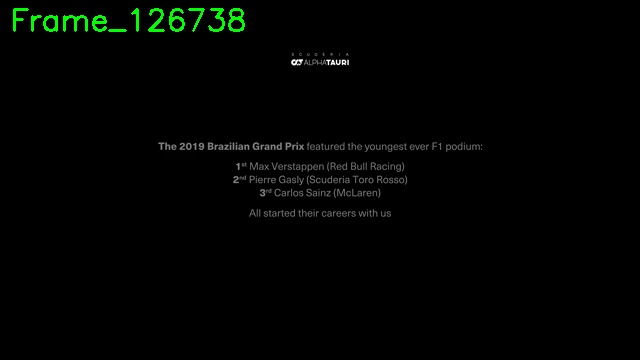 Frame_126738
SCUDERIA
ALPHATAURI
The 2019 Brazilian Grand Prix featured the youngest ever F1 podium:
1st Max Verstappen (Red Bull Racing)
2nd Pierre Gasly (Scuderia Toro Rosso)
3rd Carlos Sainz (McLaren)
All started their careers with us